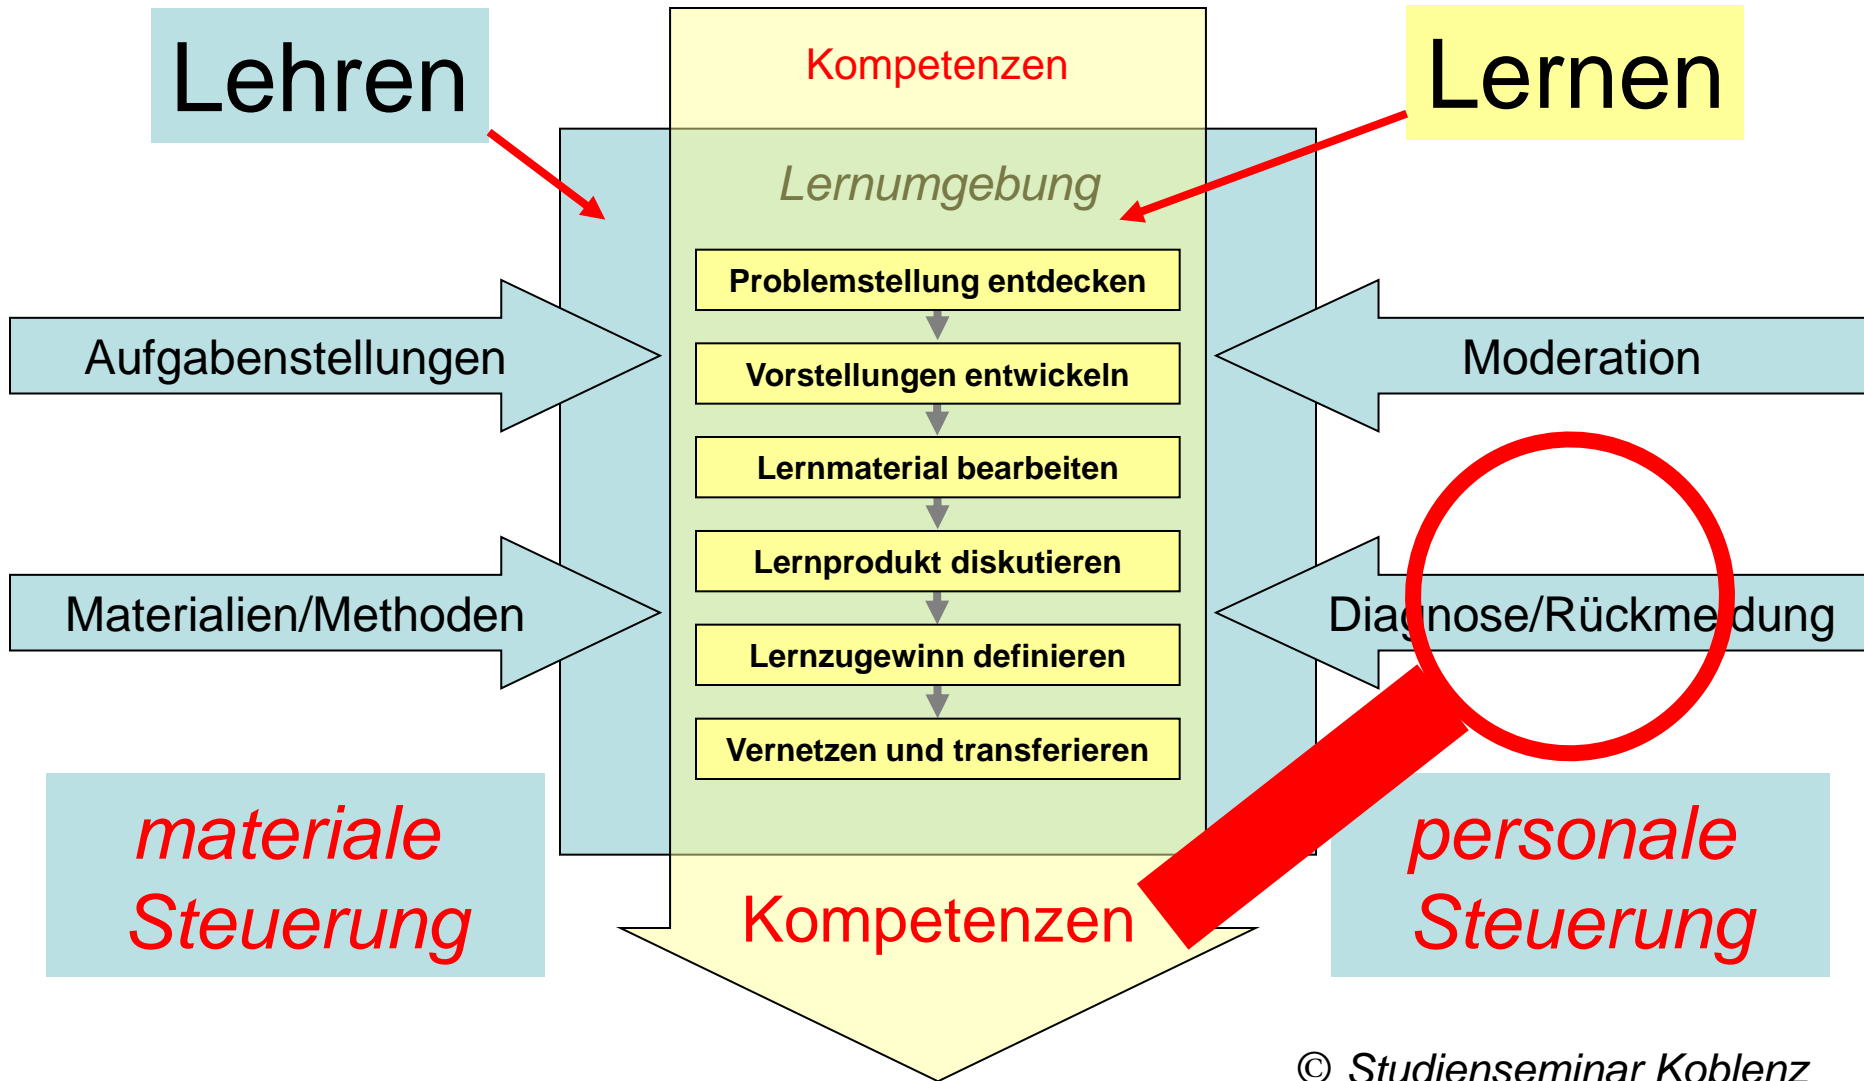 Lehren
Kompetenzen
Lernen
Lernumgebung
Problemstellung entdecken
Aufgabenstellungen
Vorstellungen entwickeln
Moderation
Lernmaterial bearbeiten
Lernprodukt diskutieren
Materialien/Methoden
Diagnose/Rückmeldung
Lernzugewinn definieren
Vernetzen und transferieren
materiale
Steuerung
Kompetenzen
personale
Steuerung
© Studienseminar Koblenz